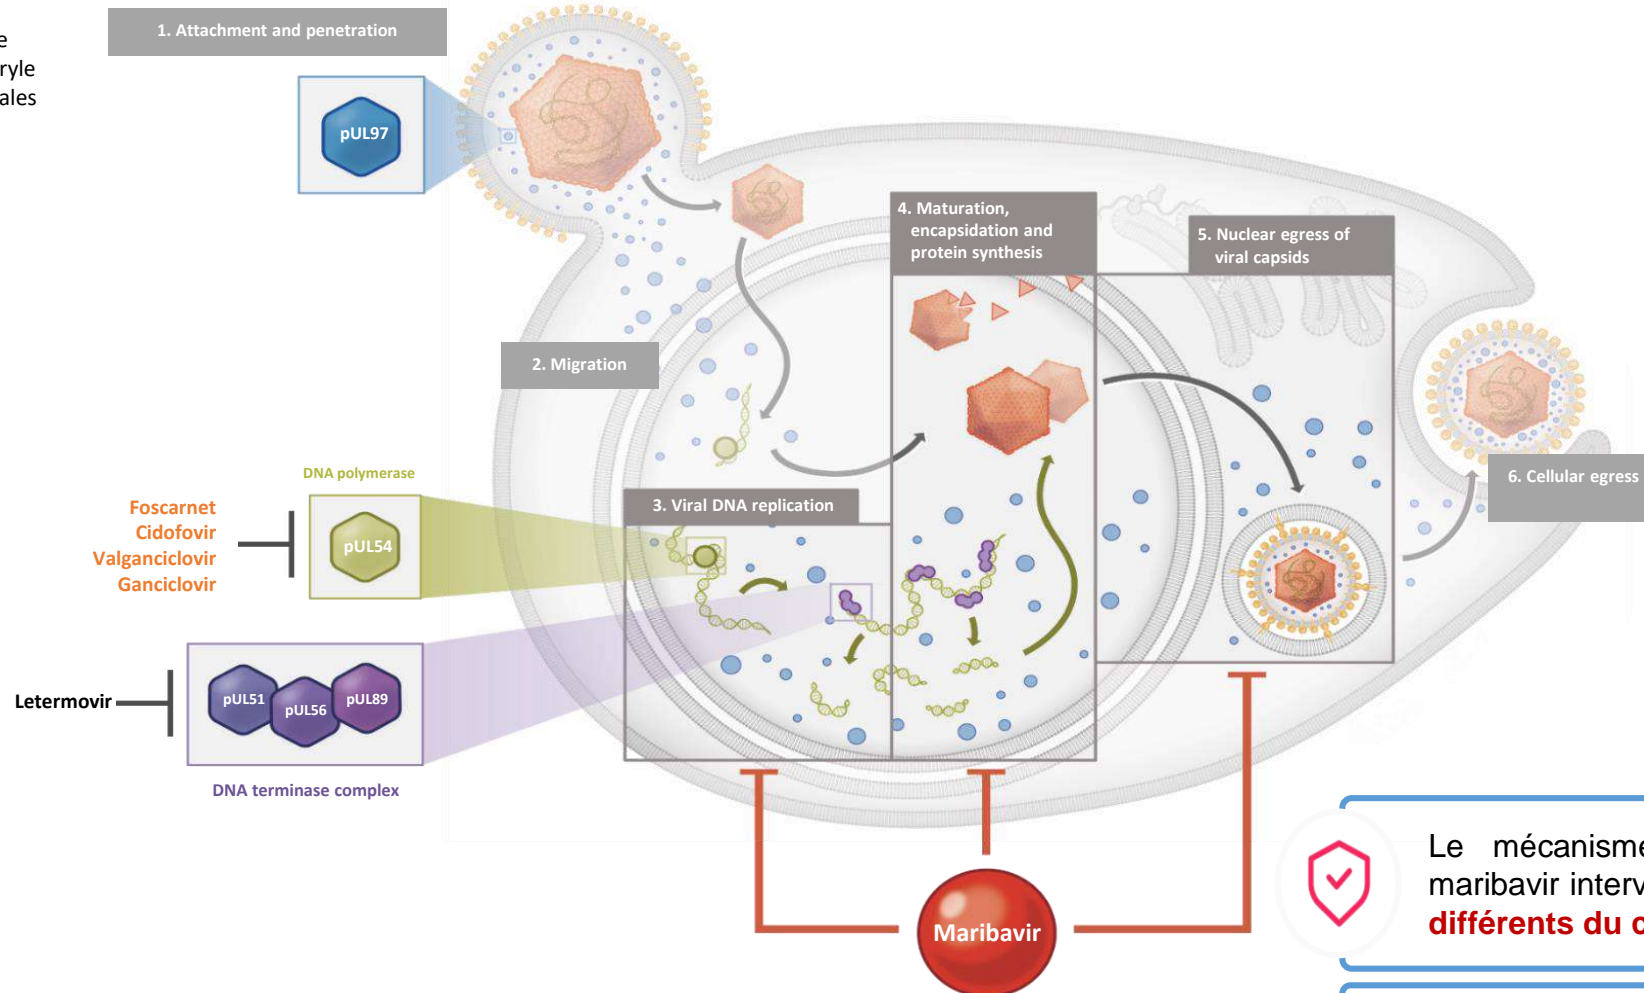 e
ryle
ales
1. Attachment and penetration
pUL97
4. Maturation,
encapsidation and
protein synthesis
5. Nuclear egress of
viral capsids
2. Migration
DNA polymerase
Foscarnet
Cidofovir
Valganciclovir
Ganciclovir
pUL54
3. Viral DNA replication
6. Cellular egress
Letermovir
pUL51
pUL56
pUL89
DNA terminase complex
Maribavir
Le mécanisme
maribavir interv
différents du c